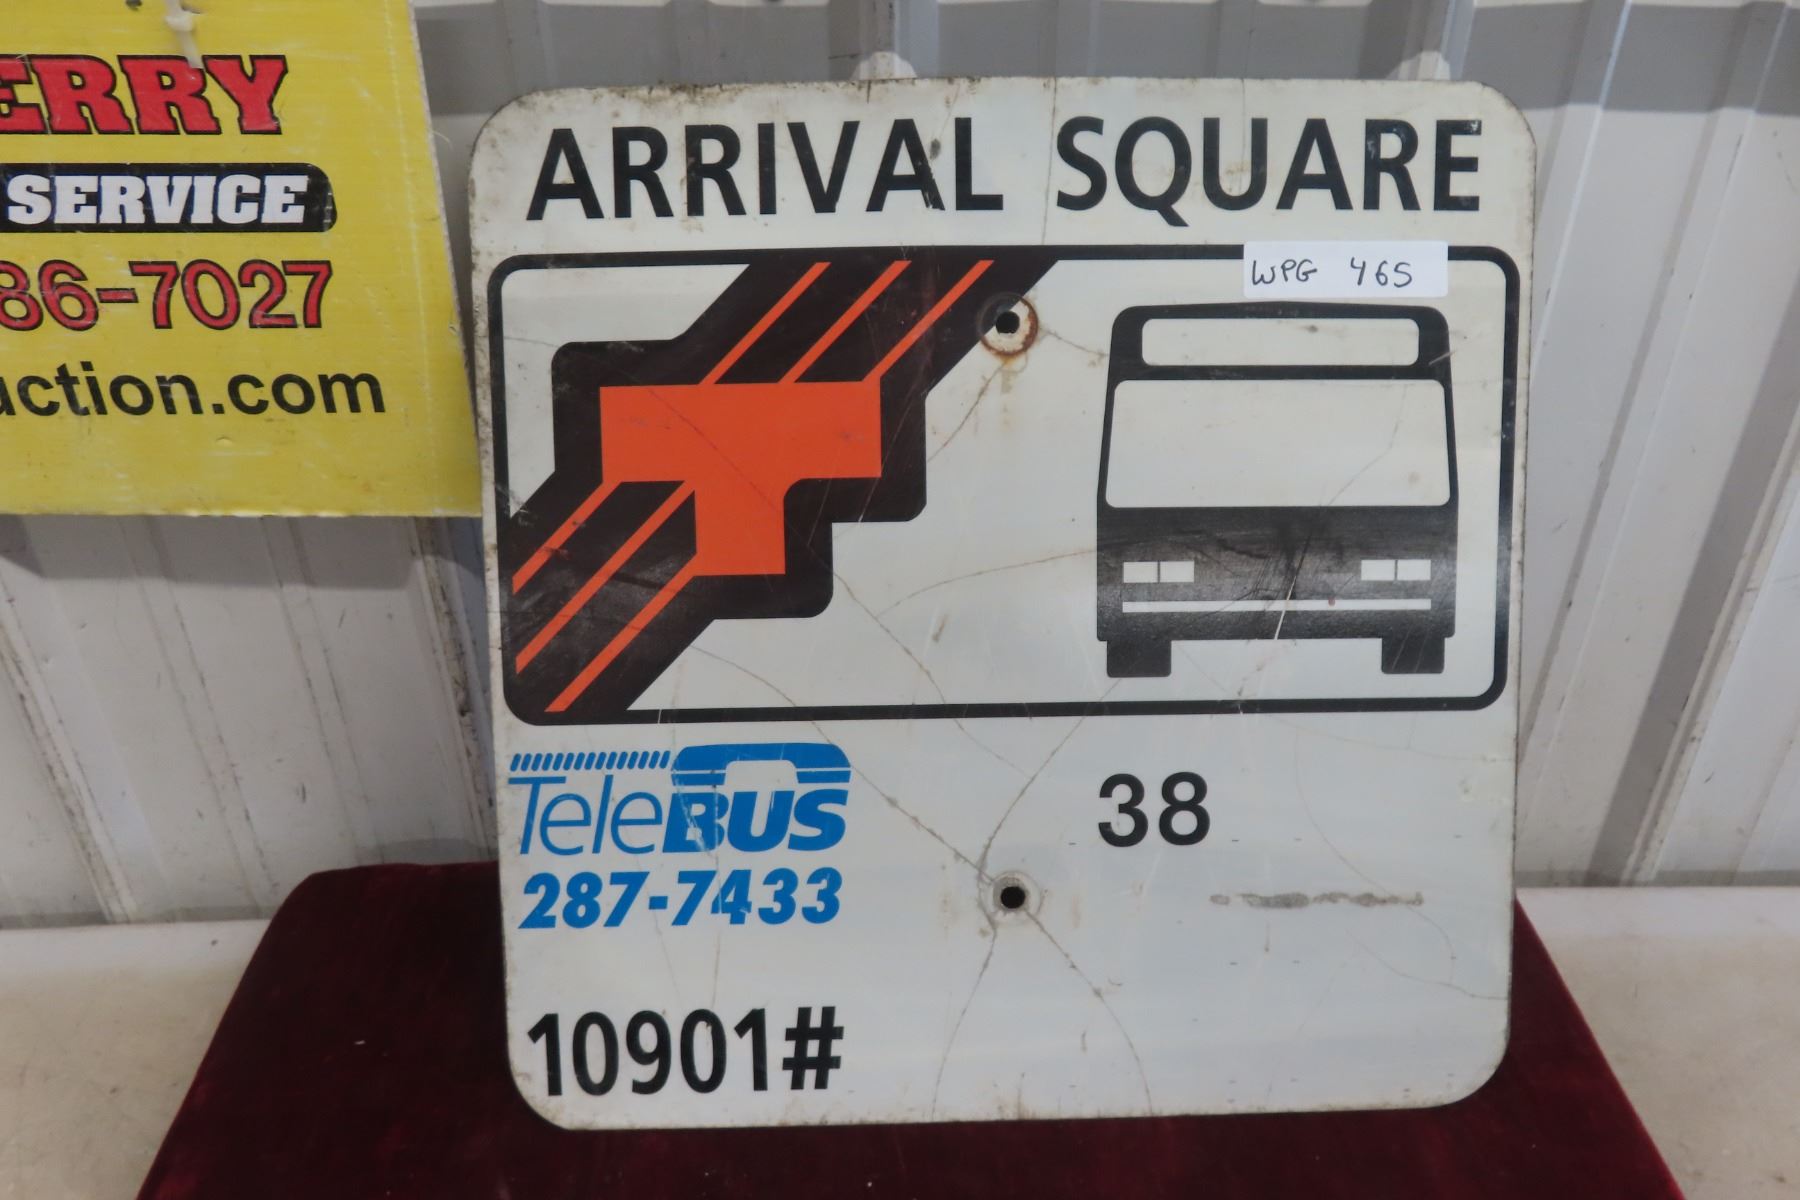 ERRY
SERVICE
86-7027
uction.com
ARRIVAL SQUARE
WPG 465
TeleBUS
287-7433
38
10901#